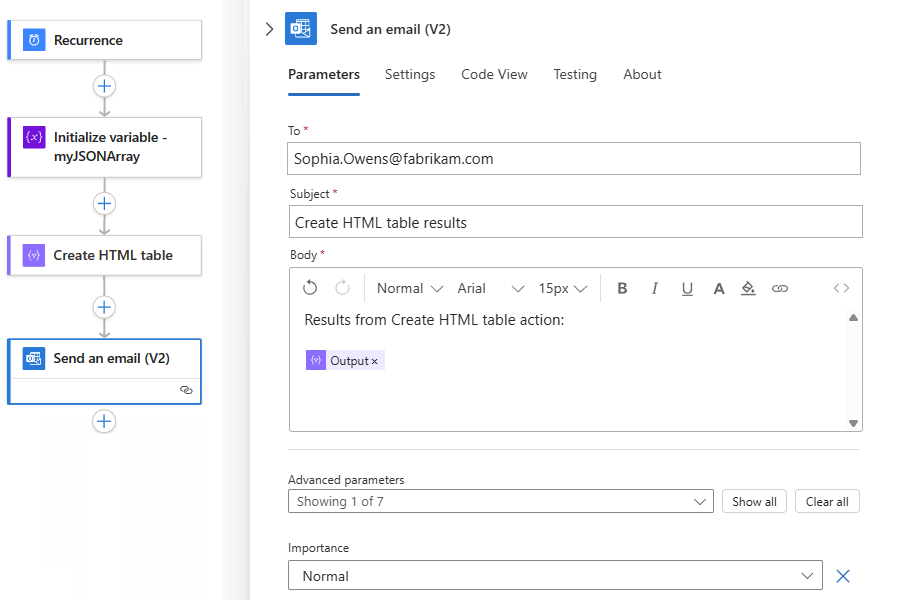 Recurrence
Initialize variable -
myJSONArray
Create HTML table
Send an email (V2)
Send an email (V2)
Parameters
Settings
Code View
Testing
About
To *
Sophia.Owens@fabrikam.com
Subject *
Create HTML table results
Body *
Normal
Arial
15px
B
I
U
A
Results from Create HTML table action:
Output ×
Advanced parameters
Showing 1 of 7
Show all
Clear all
Importance
Normal